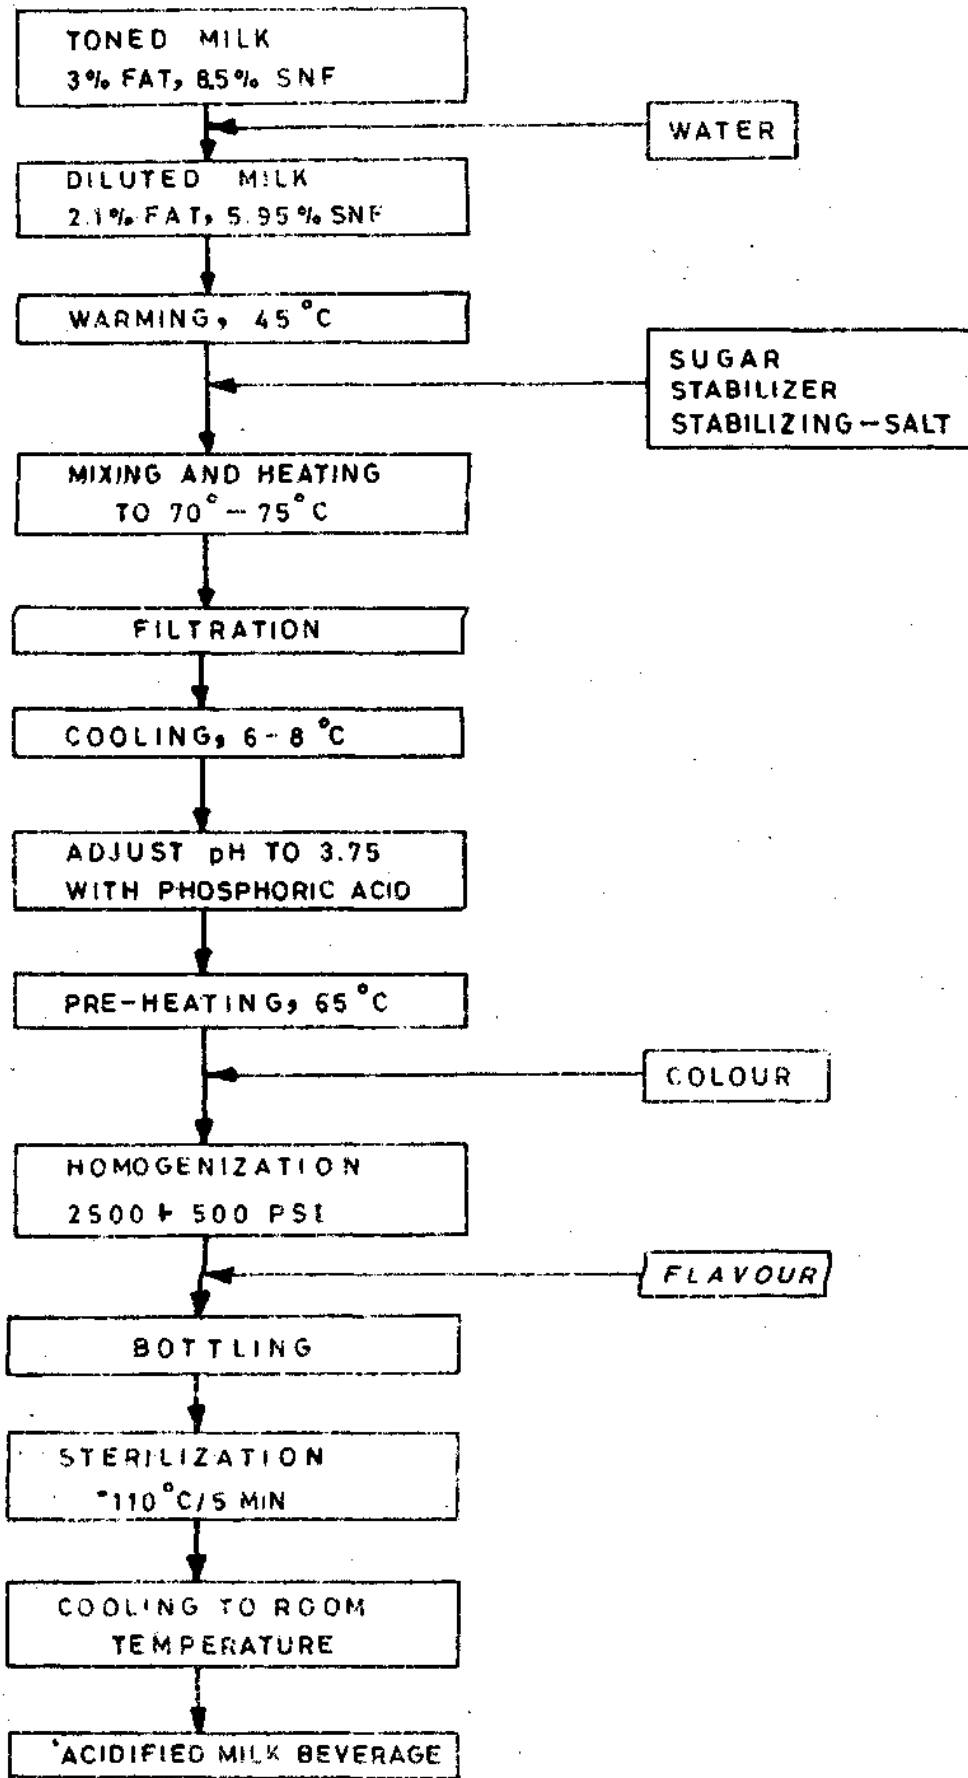 TONED MILK
3% FAT, 8.5% SNF
WATER
DILUTED MILK
2.1% FAT, 5.95% SNF
WARMING, 45°C
SUGAR
STABILIZER
STABILIZING-SALT
MIXING AND HEATING
TO 70°-75°C
FILTRATION
COOLING, 6-8°C
ADJUST pH TO 3.75
WITH PHOSPHORIC ACID
PRE-HEATING, 65°C
COLOUR
HOMOGENIZATION
2500 + 500 PSI
FLAVOUR
BOTTLING
STERILIZATION
110°C/5 MIN
COOLING TO ROOM
TEMPERATURE
ACIDIFIED MILK BEVERAGE